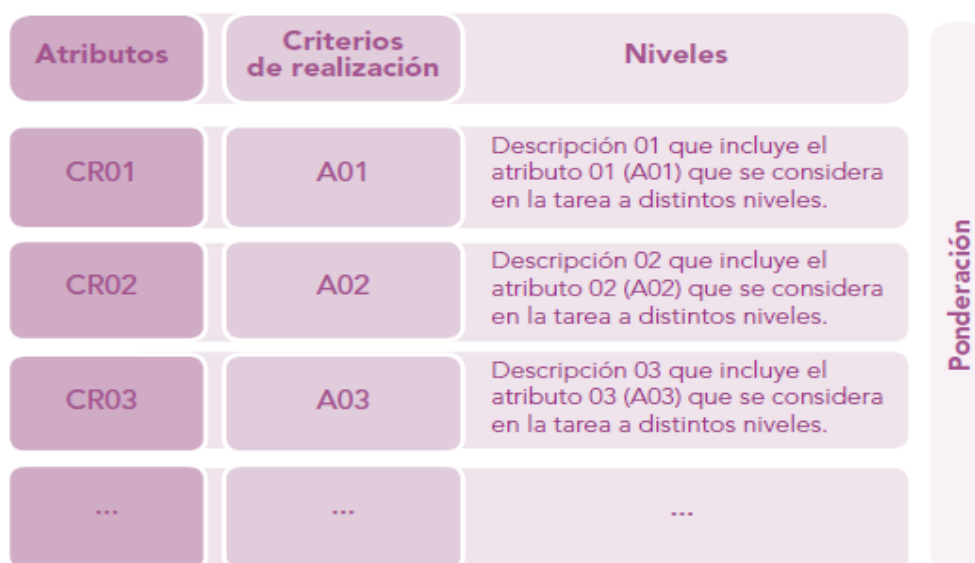 Atributos
Criterios
de realización
Niveles
CR01
A01
Descripción 01 que incluye el
atributo 01 (A01) que se considera
en la tarea a distintos niveles.
CR02
A02
Descripción 02 que incluye el
atributo 02 (A02) que se considera
en la tarea a distintos niveles.
CR03
A03
Descripción 03 que incluye el
atributo 03 (A03) que se considera
en la tarea a distintos niveles.
...
...
...
Ponderación